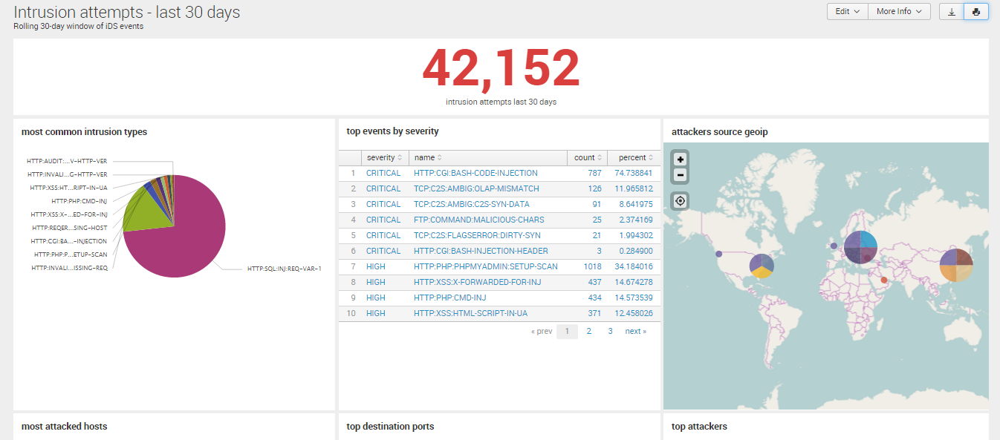 Intrusion attempts - last 30 days
Rolling 30-day window of iDS events
Edit
More Info
42,152
intrusion attempts last 30 days
most common intrusion types
HTTP:AUDIT:...V-HTTP-VER
HTTP:INVALI...G-HTTP-VER
HTTP:XSS:HT...RIPT-IN-UA
HTTP:PHP:CMD-INJ
HTTP:XSS:X-...ED-FOR-INJ
HTTP:REQER...SING-HOST
HTTP:CGI:BA...-INJECTION
HTTP:PHP:P...ETUP-SCAN
HTTP:INVALI...ISSING-REQ
HTTP:SQL:INJ:REQ-VAR-1
top events by severity
severity name count percent
1 CRITICAL HTTP:CGI:BASH-CODE-INJECTION 787 74.738841
2 CRITICAL TCP:C2S:AMBIG:OLAP-MISMATCH 126 11.965812
3 CRITICAL TCP:C2S:AMBIG:C2S-SYN-DATA 91 8.641975
4 CRITICAL FTP:COMMAND:MALICIOUS-CHARS 25 2.374169
5 CRITICAL TCP:C2S:FLAGSERROR:DIRTY-SYN 21 1.994302
6 CRITICAL HTTP:CGI:BASH-INJECTION-HEADER 3 0.284900
7 HIGH HTTP:PHP:PHPMYADMIN:SETUP-SCAN 1018 34.184016
8 HIGH HTTP:XSS:X-FORWARDED-FOR-INJ 437 14.674278
9 HIGH HTTP:PHP:CMD-INJ 434 14.573539
10 HIGH HTTP:XSS:HTML-SCRIPT-IN-UA 371 12.458026
« prev 1 2 3 next »
attackers source geoip
+
-
most attacked hosts
top destination ports
top attackers